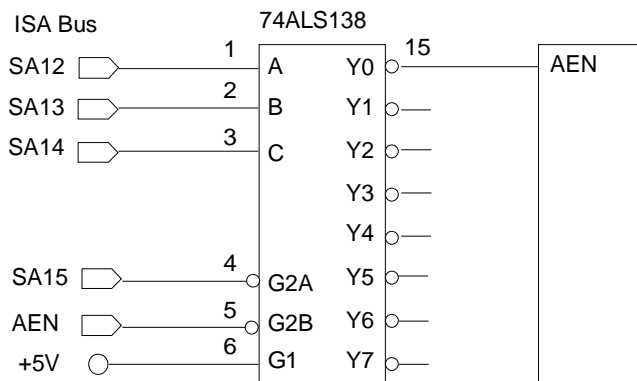 ISA Bus 74ALS138
SA12 1 A Y0 15 AEN
SA13 2 B Y1
SA14 3 C Y2
Y3
Y4
SA15 4 G2A Y5
AEN 5 G2B Y6
+5V 6 G1 Y7